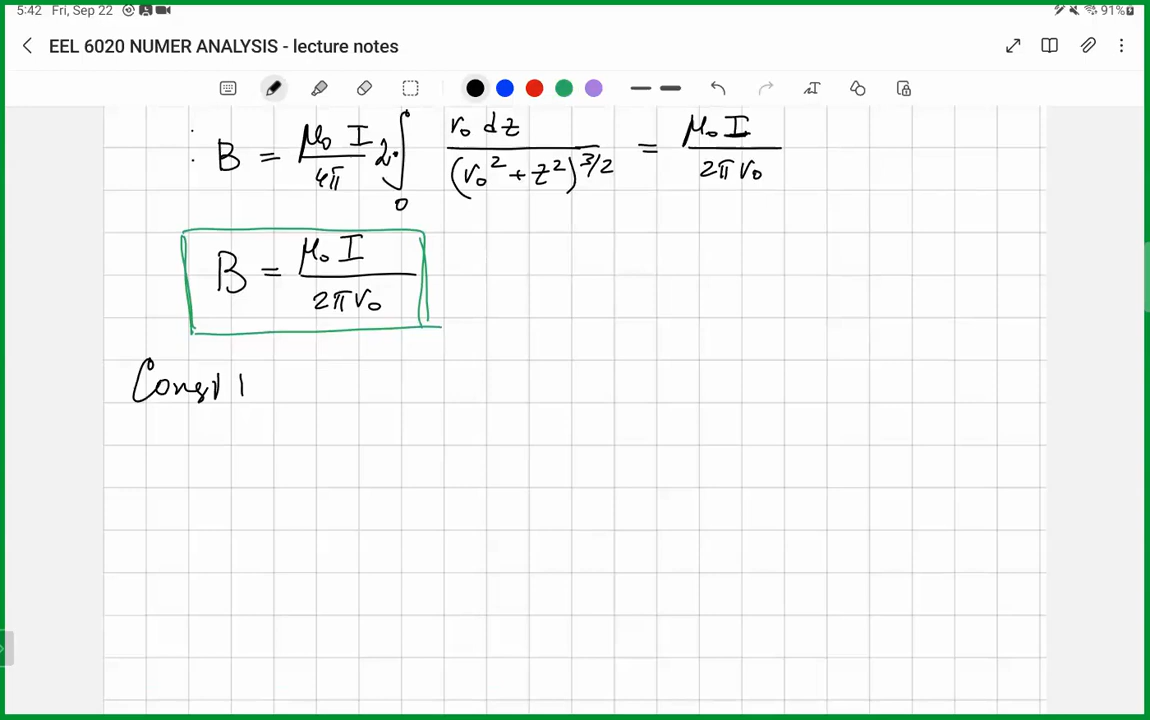 5:42 Fri, Sep 22 91%
EEL 6020 NUMER ANALYSIS - lecture notes
∴ B = μ₀ I / 4π 2·∫₀ r₀ dz / (r₀² + z²)^3/2 = μ₀ I / 2π r₀
B = μ₀ I / 2π r₀